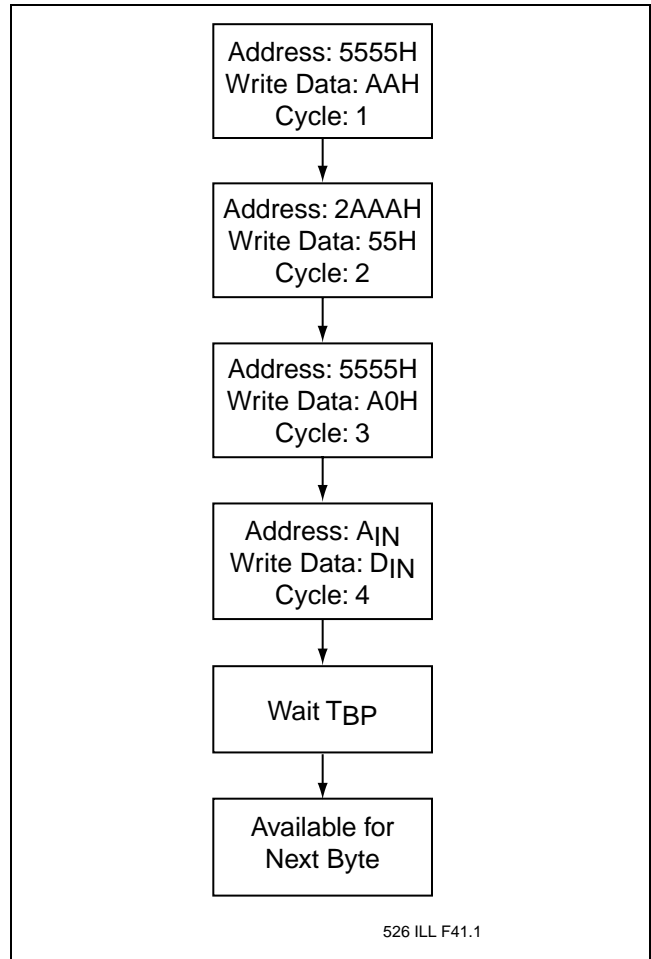 Address: 5555H
Write Data: AAH
Cycle: 1
Address: 2AAAH
Write Data: 55H
Cycle: 2
Address: 5555H
Write Data: A0H
Cycle: 3
Address: AIN
Write Data: DIN
Cycle: 4
Wait TBP
Available for
Next Byte
526 ILL F41.1